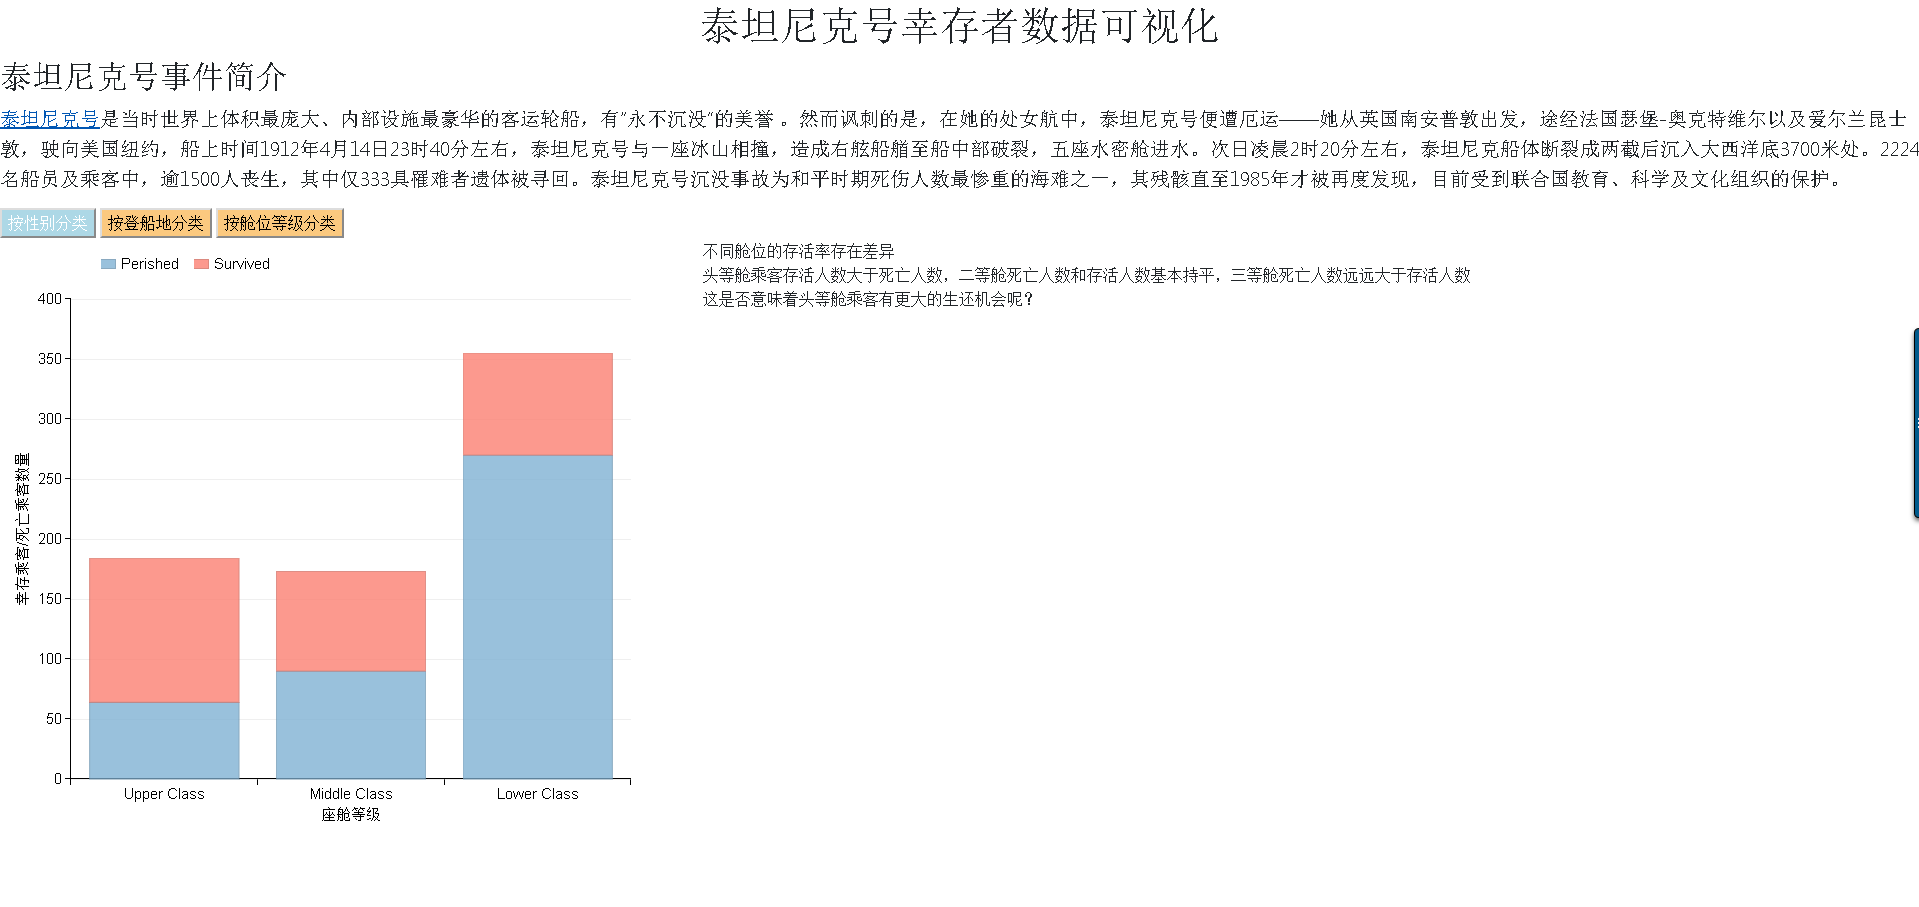 泰坦尼克号幸存者数据可视化
泰坦尼克号事件简介
泰坦尼克号是当时世界上体积最庞大、内部设施最豪华的客运轮船，有“永不沉没”的美誉 。然而讽刺的是，在她的处女航中，泰坦尼克号便遭厄运——她从英国南安普敦出发，途经法国瑟堡-奥克特维尔以及爱尔兰昆士
敦，驶向美国纽约，船上时间1912年4月14日23时40分左右，泰坦尼克号与一座冰山相撞，造成右舷船艏至船中部破裂，五座水密舱进水。次日凌晨2时20分左右，泰坦尼克船体断裂成两截后沉入大西洋底3700米处。2224
名船员及乘客中，逾1500人丧生，其中仅333具罹难者遗体被寻回。泰坦尼克号沉没事故为和平时期死伤人数最惨重的海难之一，其残骸直至1985年才被再度发现，目前受到联合国教育、科学及文化组织的保护。
按性别分类 按登船地分类 按舱位等级分类
Perished Survived
不同舱位的存活率存在差异
头等舱乘客存活人数大于死亡人数，二等舱死亡人数和存活人数基本持平，三等舱死亡人数远远大于存活人数
这是否意味着头等舱乘客有更大的生还机会呢？
400
350
300
250
200
150
100
50
0
幸存乘客/死亡乘客数量
Upper Class Middle Class Lower Class
座舱等级